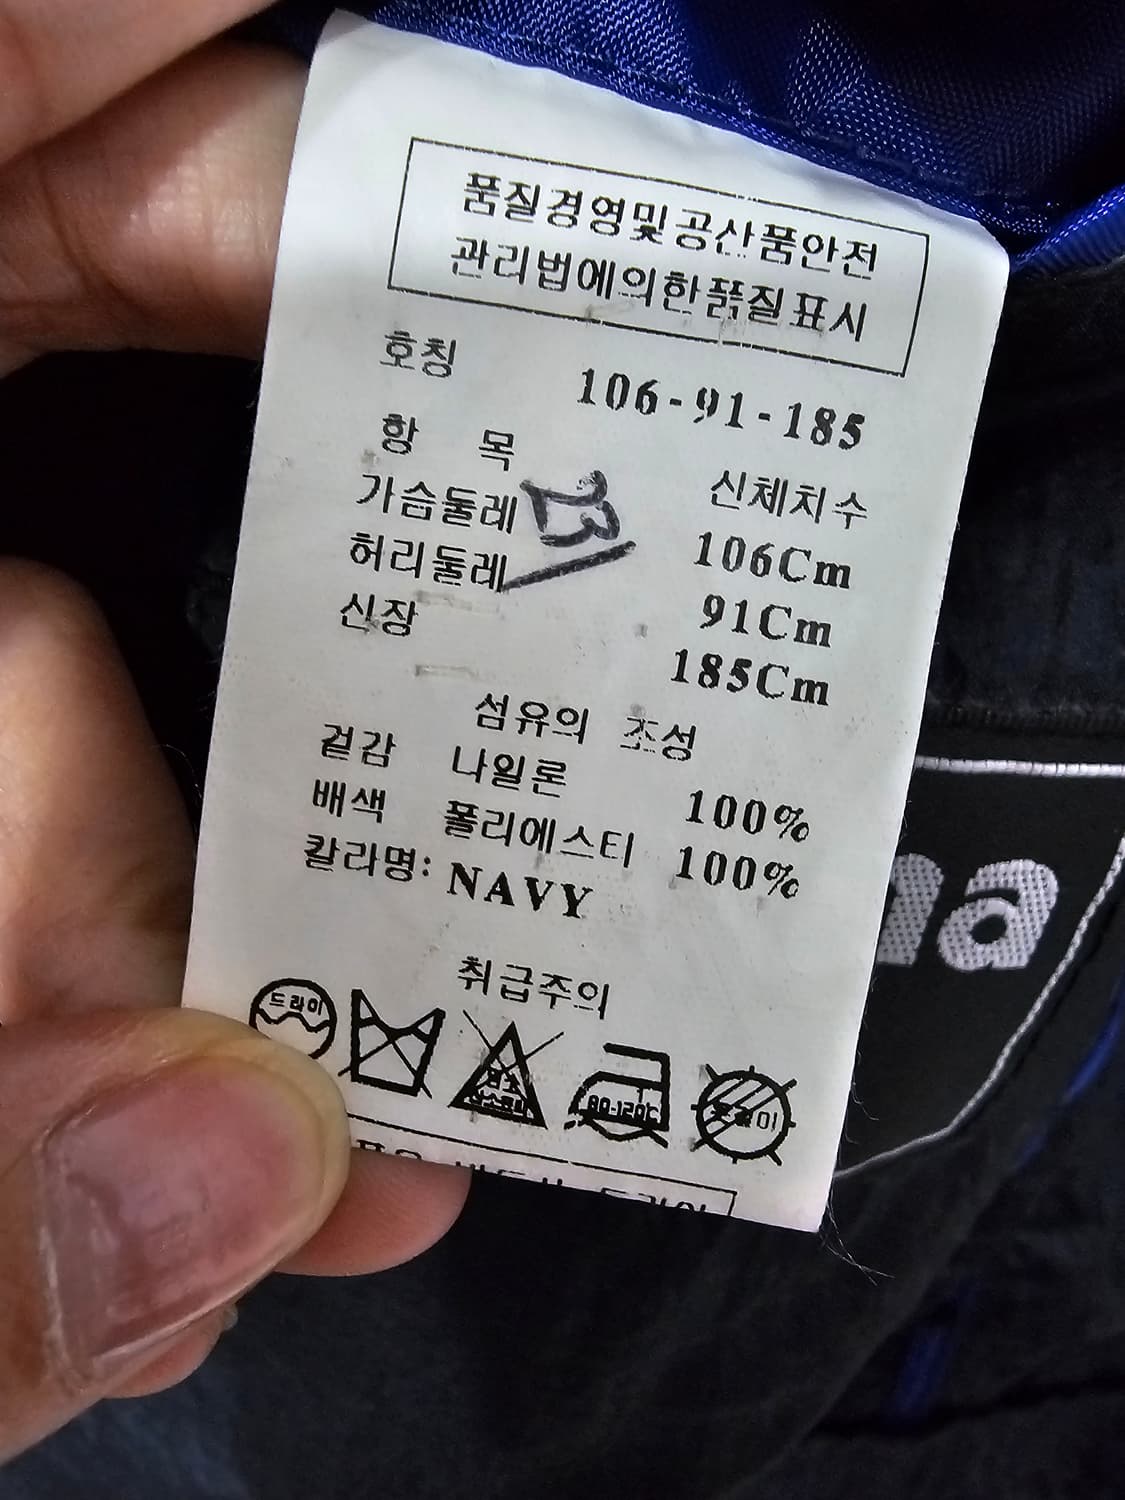 품질경영및공산품안전
관리법에의한품질표시
호칭 106-91-185
항 목 신체치수
가슴둘레 106Cm
허리둘레 91Cm
신장 185Cm
섬유의 조성
겉감 나일론 100%
배색 폴리에스티 100%
칼라명: NAVY
취급주의
드라이
80-120℃
na